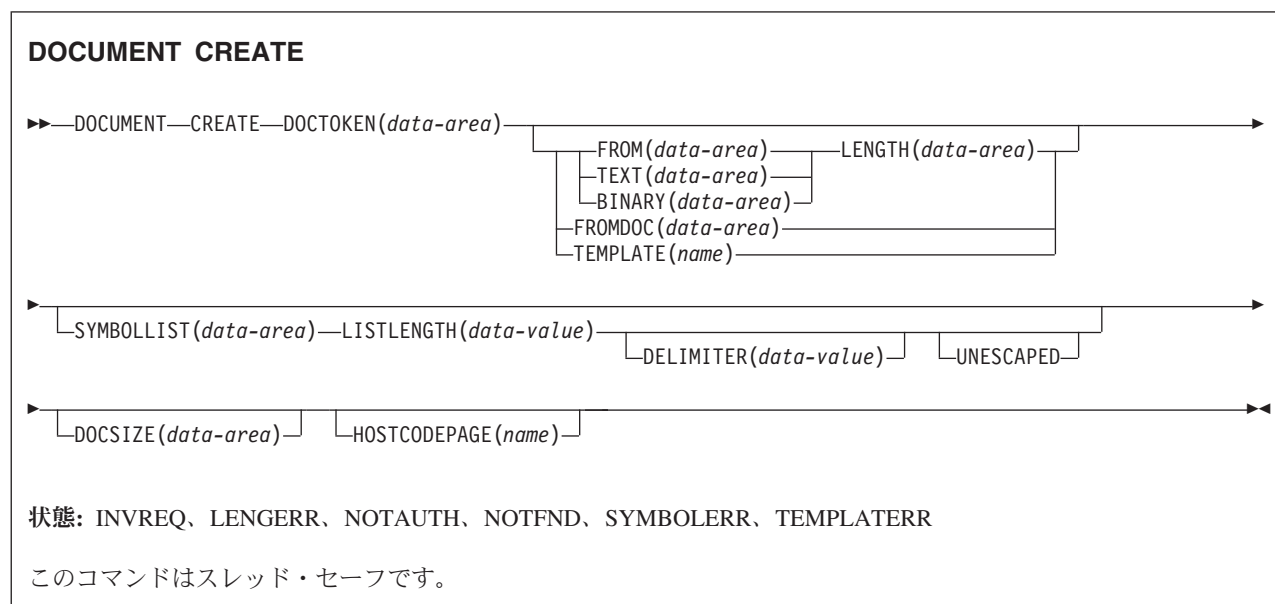 DOCUMENT CREATE
DOCUMENT CREATE DOCTOKEN(data-area)
FROM(data-area) LENGTH(data-area)
TEXT(data-area)
BINARY(data-area)
FROMDOC(data-area)
TEMPLATE(name)
SYMBOLLIST(data-area) LISTLENGTH(data-value)
DELIMITER(data-value) UNESCAPED
DOCSIZE(data-area) HOSTCODEPAGE(name)
状態: INVREQ、LENGERR、NOTAUTH、NOTFND、SYMBOLERR、TEMPLATERR
このコマンドはスレッド・セーフです。